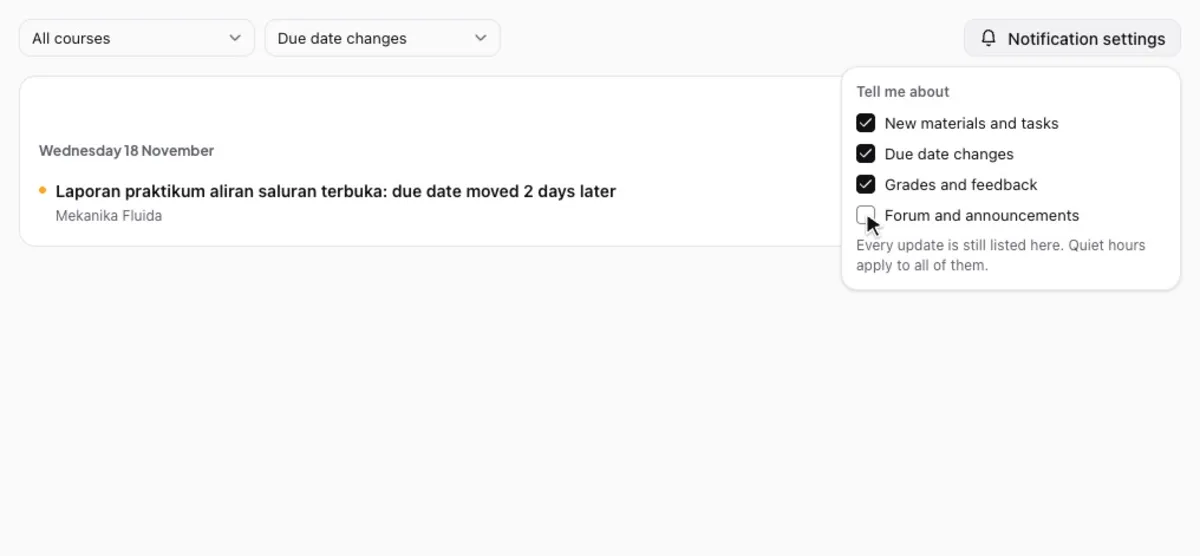 All courses
Due date changes
Notification settings
Tell me about
New materials and tasks
Due date changes
Grades and feedback
Forum and announcements
Every update is still listed here. Quiet hours
apply to all of them.
Wednesday 18 November
Laporan praktikum aliran saluran terbuka: due date moved 2 days later
Mekanika Fluida